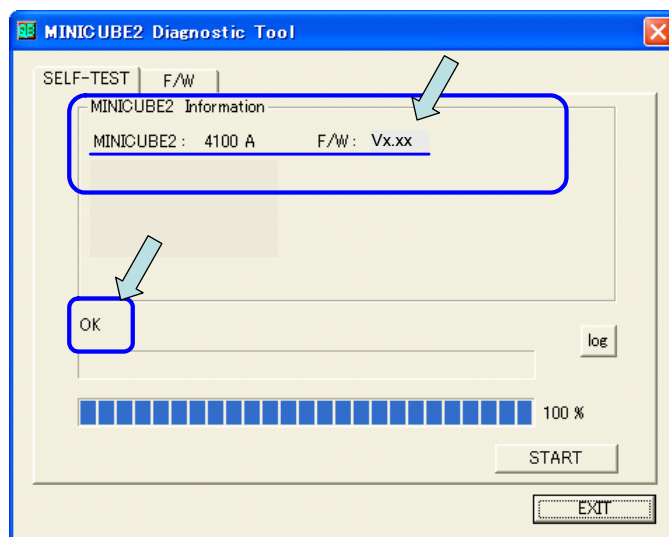 MINICUBE2 Diagnostic Tool
SELF-TEST F/W
MINICUBE2 Information
MINICUBE2 : 4100 A F/W : Vx.xx
OK
log
100 %
START
EXIT